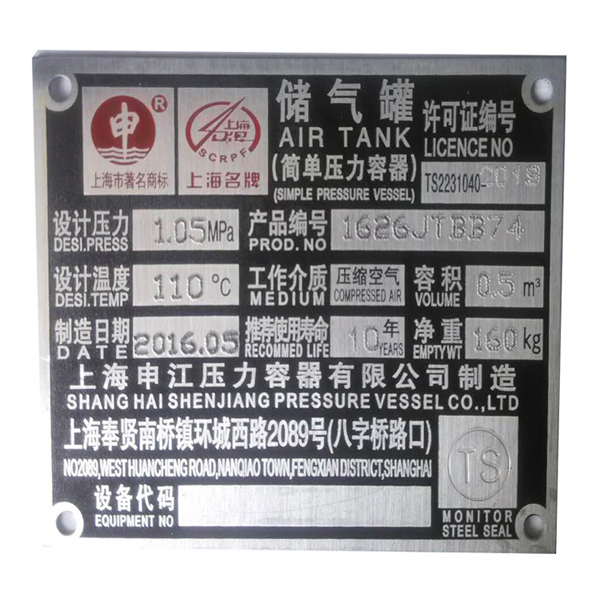 申®
上海名牌
SCRPF
储气罐
AIR TANK
(简单压力容器)
(SIMPLE PRESSURE VESSEL)
许可证编号
LICENCE NO
TS2231040-2018
上海市著名商标
上海名牌
设计压力
DESI.PRESS
1.05MPa
产品编号
PROD. NO
1626JTBB74
设计温度
DESI.TEMP
110℃
工作介质
MEDIUM
压缩空气
COMPRESSED AIR
容积
VOLUME
0.5 m³
制造日期
DATE
2016.05
推荐使用寿命
RECOMMED LIFE
10年
YEARS
净重
EMPTYWT
160kg
上海申江压力容器有限公司制造
SHANG HAI SHENJIANG PRESSURE VESSEL CO.,LTD
上海奉贤南桥镇环城西路2089号(八字桥路口)
NO2089,WEST HUANCHENG ROAD,NANQIAO TOWN,FENGXIAN DISTRICT,SHANGHAI
设备代码
EQUIPMENT NO
TS
MONITOR
STEEL SEAL